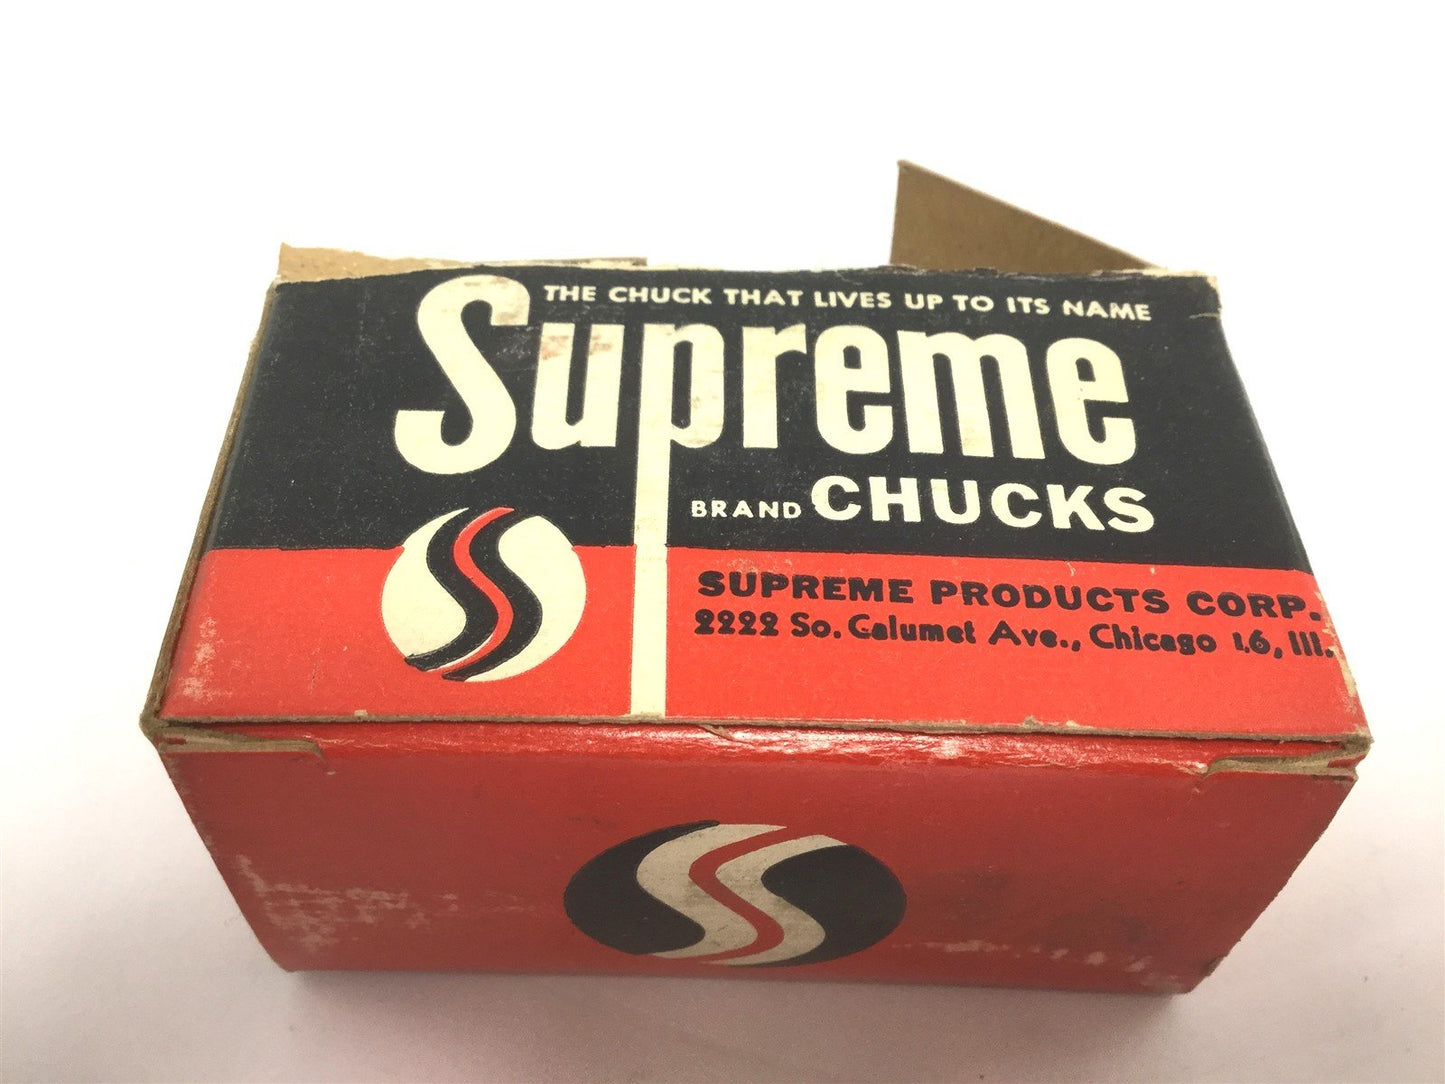 THE CHUCK THAT LIVES UP TO ITS NAME
Supreme
BRAND CHUCKS
SUPREME PRODUCTS CORP.
2222 So. Calumet Ave., Chicago 16, Ill.